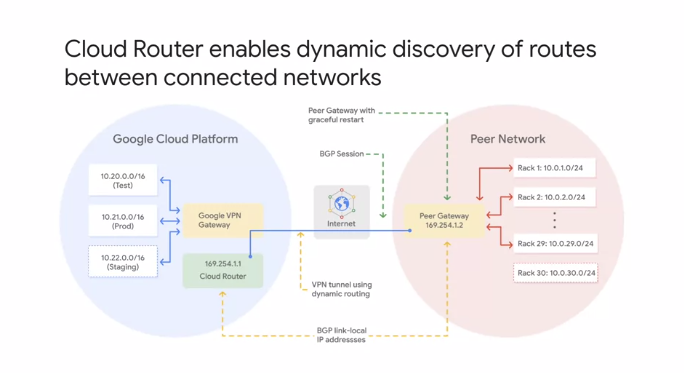 Cloud Router enables dynamic discovery of routes
between connected networks
Peer Gateway with
graceful restart
Google Cloud Platform
Peer Network
BGP Session
10.20.0.0/16
(Test)
Rack 1: 10.0.1.0/24
Rack 2: 10.0.2.0/24
10.21.0.0/16
(Prod)
Google VPN
Gateway
Internet
Peer Gateway
169.254.1.2
Rack 29: 10.0.29.0/24
10.22.0.0/16
(Staging)
169.254.1.1
Cloud Router
Rack 30: 10.0.30.0/24
VPN tunnel using
dynamic routing
BGP link-local
IP addressses